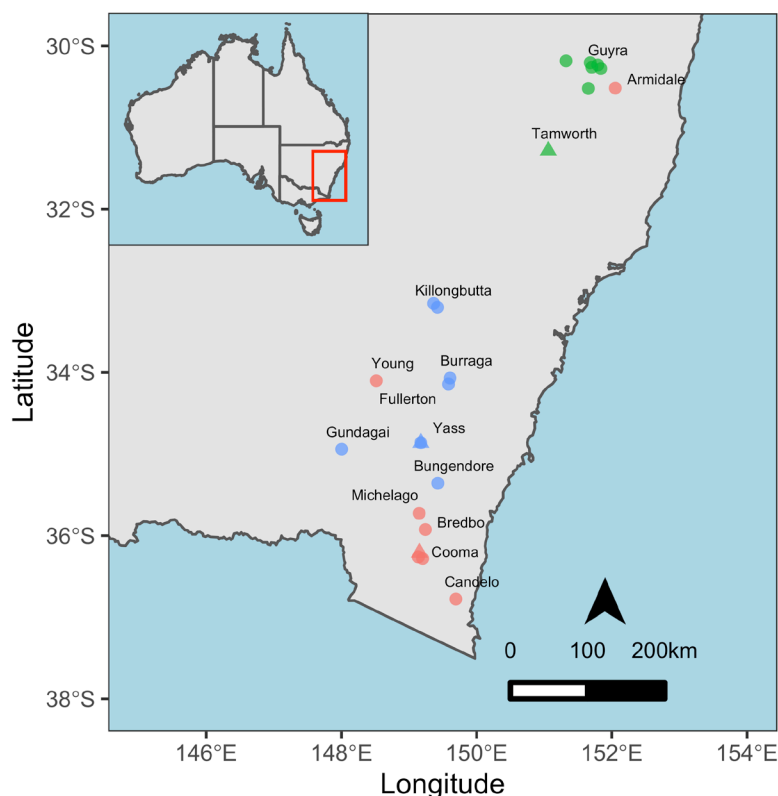 30°S
32°S
34°S
36°S
38°S
Latitude
Guyra
Armidale
Tamworth
Killongbutta
Young
Burraga
Fullerton
Gundagai
Yass
Bungendore
Michelago
Bredbo
Cooma
Candelo
0 100 200km
146°E 148°E 150°E 152°E 154°E
Longitude